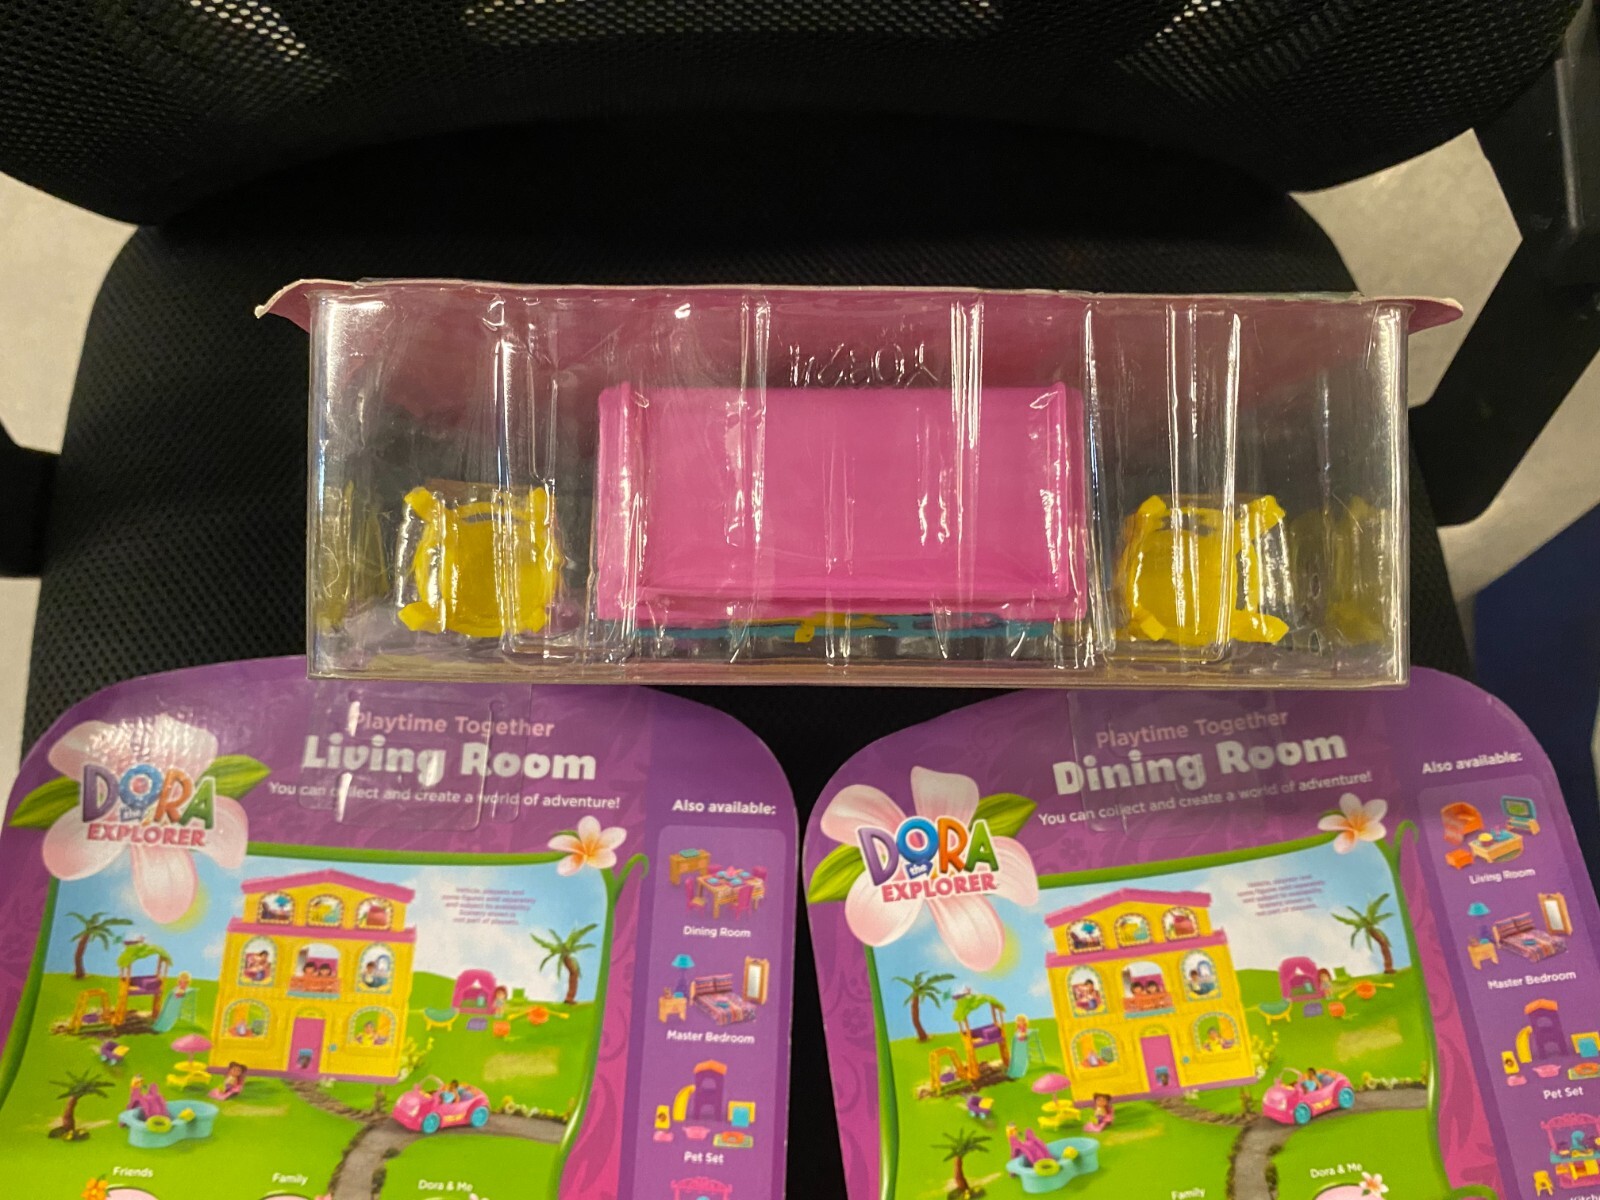 Playtime Together
Living Room
You can collect and create a world of adventure!
DORA
the
EXPLORER
Also available:
Dining Room
Master Bedroom
Pet Set
Friends
Family
Dora & Me
Playtime Together
Dining Room
You can collect and create a world of adventure!
DORA
the
EXPLORER
Also available:
Living Room
Master Bedroom
Pet Set
Family
Dora & Me